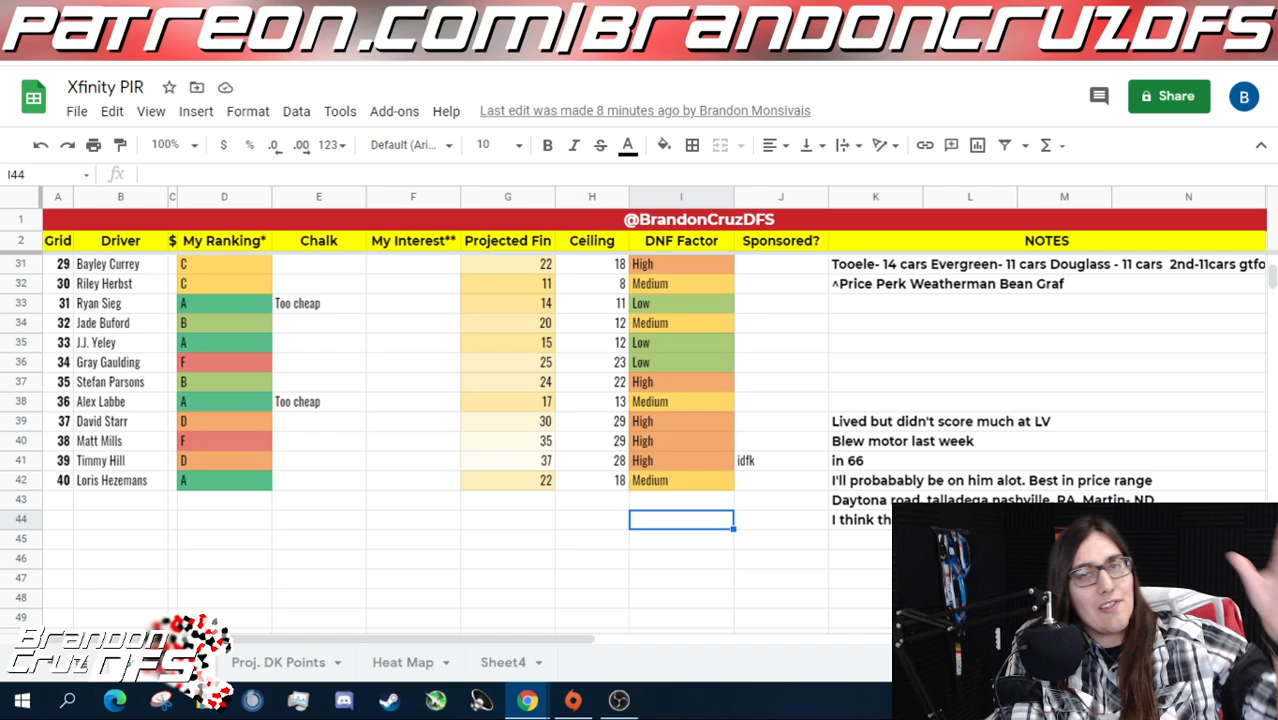 PATREON.COM/BRANDONCRUZDFS
Xfinity PIR
File Edit View Insert Format Data Tools Add-ons Help Last edit was made 8 minutes ago by Brandon Monsivais
Share
B
100% $ % .0 .00 123 Default (Ari... 10 B I S A
I44 fx
A B C D E F G H I J K L M N
1 @BrandonCruzDFS
2 Grid Driver $ My Ranking* Chalk My Interest** Projected Fin Ceiling DNF Factor Sponsored? NOTES
31 29 Bayley Currey C 22 18 High Tooele- 14 cars Evergreen- 11 cars Douglass - 11 cars 2nd-11cars gtfo
32 30 Riley Herbst C 11 8 Medium ^Price Perk Weatherman Bean Graf
33 31 Ryan Sieg A Too cheap 14 11 Low
34 32 Jade Buford B 20 12 Medium
35 33 J.J. Yeley A 15 12 Low
36 34 Gray Gaulding F 25 23 Low
37 35 Stefan Parsons B 24 22 High
38 36 Alex Labbe A Too cheap 17 13 Medium
39 37 David Starr D 30 29 High Lived but didn't score much at LV
40 38 Matt Mills F 35 29 High Blew motor last week
41 39 Timmy Hill D 37 28 High idfk in 66
42 40 Loris Hezemans A 22 18 Medium I'll probabably be on him alot. Best in price range
43 Daytona road, talladega nashville, RA, Martin- ND
44 I think th
45
46
47
48
49
Brandon
Cruz DFS
Proj. DK Points Heat Map Sheet4